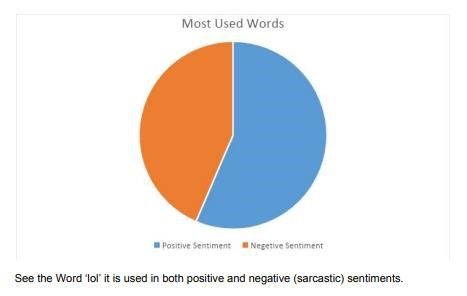 Most Used Words
Positive Sentiment Negetive Sentiment
See the Word ‘lol’ it is used in both positive and negative (sarcastic) sentiments.